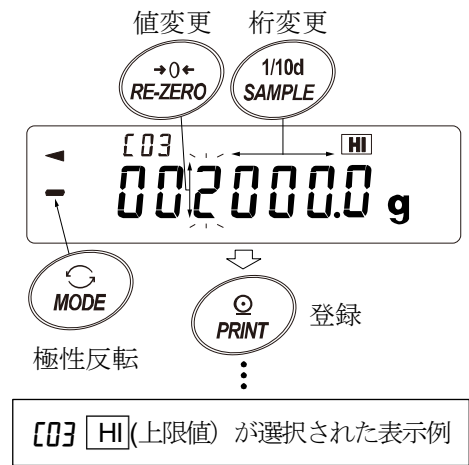 値変更 桁変更
→0← 1/10d
RE-ZERO SAMPLE
C03 HI
002000.0 g
MODE PRINT 登録
極性反転
C03 HI (上限値) が選択された表示例